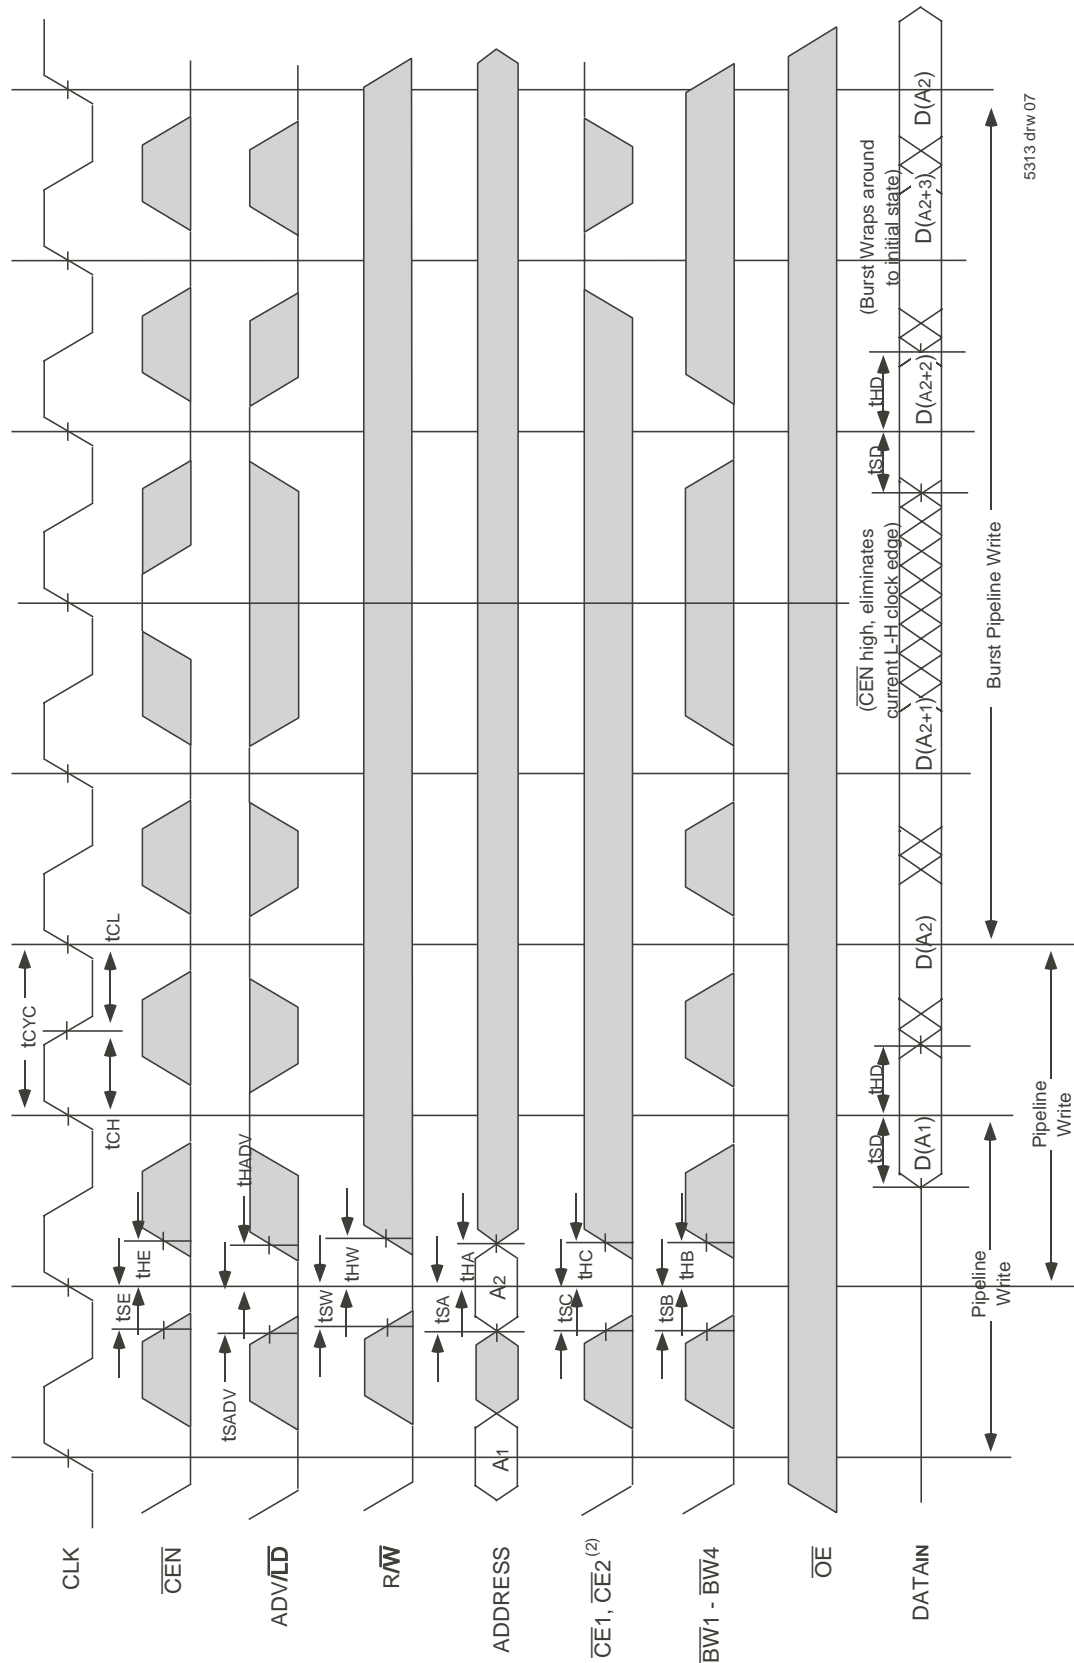 tCYC
CLK
tCH
tCL
tSE
tHE
CEN
tSADV
tHADV
ADV/LD
tSW
tHW
R/W
tSA
tHA
ADDRESS
A1
A2
tSC
tHC
CE1, CE2 (2)
tSB
tHB
BW1 - BW4
OE
(CEN high, eliminates
current L-H clock edge)
(Burst Wraps around
to initial state)
tSD
tHD
tSD
tHD
DATAIN
D(A1)
D(A2)
D(A2+1)
D(A2+2)
D(A2+3)
D(A2)
Pipeline
Write
Burst Pipeline Write
Pipeline
Write
5313 drw 07